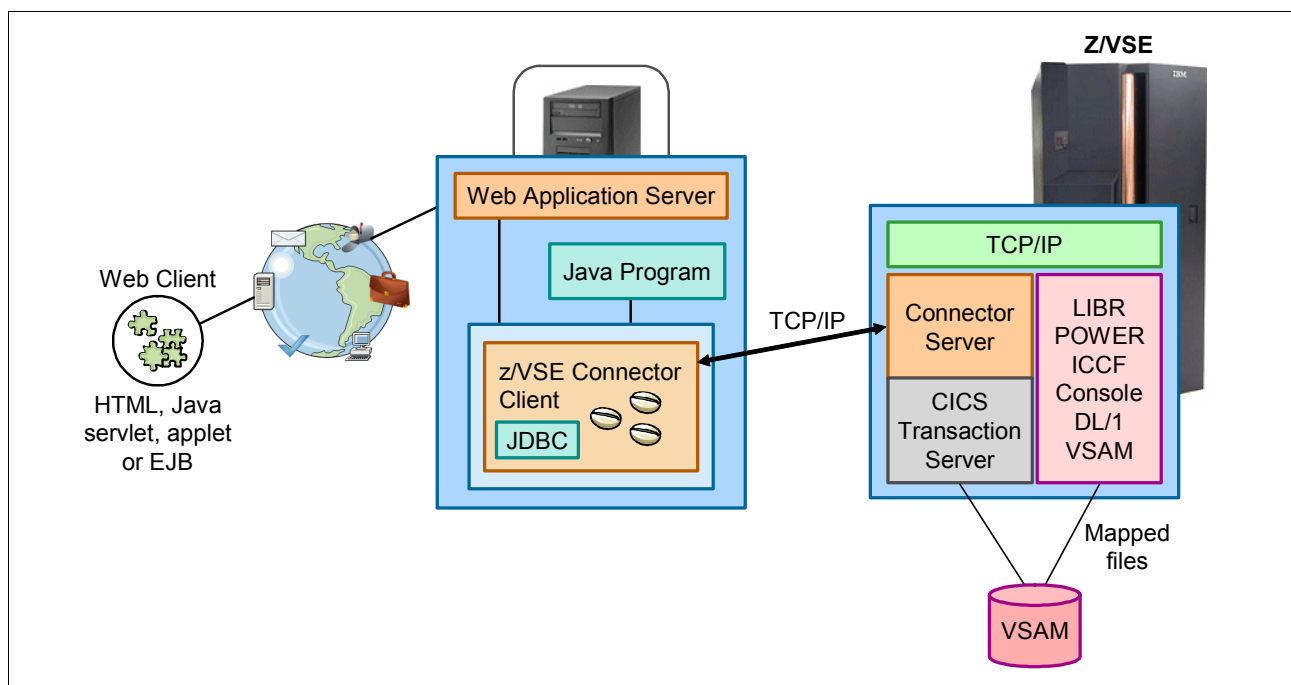 Z/VSE
IBM
Web Application Server
TCP/IP
Java Program
Web Client
TCP/IP
Connector
Server
LIBR
POWER
ICCF
Console
DL/1
VSAM
z/VSE Connector
Client
JDBC
CICS
Transaction
Server
HTML, Java
servlet, applet
or EJB
Mapped
files
VSAM